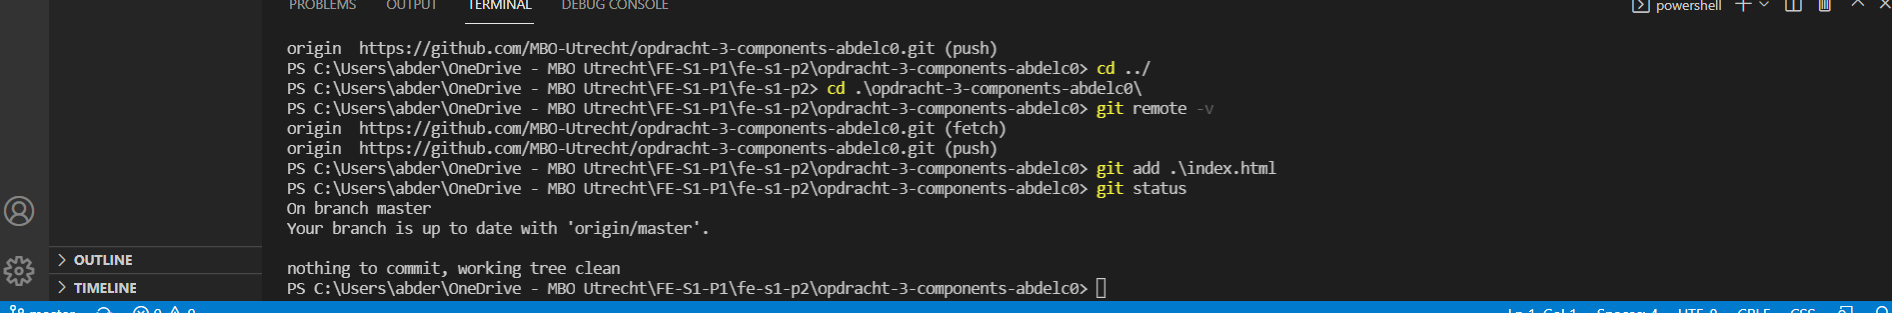 PROBLEMS OUTPUT TERMINAL DEBUG CONSOLE powershell
origin  https://github.com/MBO-Utrecht/opdracht-3-components-abdelc0.git (push)
PS C:\Users\abder\OneDrive - MBO Utrecht\FE-S1-P1\fe-s1-p2\opdracht-3-components-abdelc0> cd ../
PS C:\Users\abder\OneDrive - MBO Utrecht\FE-S1-P1\fe-s1-p2> cd .\opdracht-3-components-abdelc0\
PS C:\Users\abder\OneDrive - MBO Utrecht\FE-S1-P1\fe-s1-p2\opdracht-3-components-abdelc0> git remote -v
origin  https://github.com/MBO-Utrecht/opdracht-3-components-abdelc0.git (fetch)
origin  https://github.com/MBO-Utrecht/opdracht-3-components-abdelc0.git (push)
PS C:\Users\abder\OneDrive - MBO Utrecht\FE-S1-P1\fe-s1-p2\opdracht-3-components-abdelc0> git add .\index.html
PS C:\Users\abder\OneDrive - MBO Utrecht\FE-S1-P1\fe-s1-p2\opdracht-3-components-abdelc0> git status
On branch master
Your branch is up to date with 'origin/master'.
nothing to commit, working tree clean
PS C:\Users\abder\OneDrive - MBO Utrecht\FE-S1-P1\fe-s1-p2\opdracht-3-components-abdelc0>
OUTLINE
TIMELINE
master 0 0 Ln 1, Col 1 Spaces: 4 UTF-8 CRLF CSS